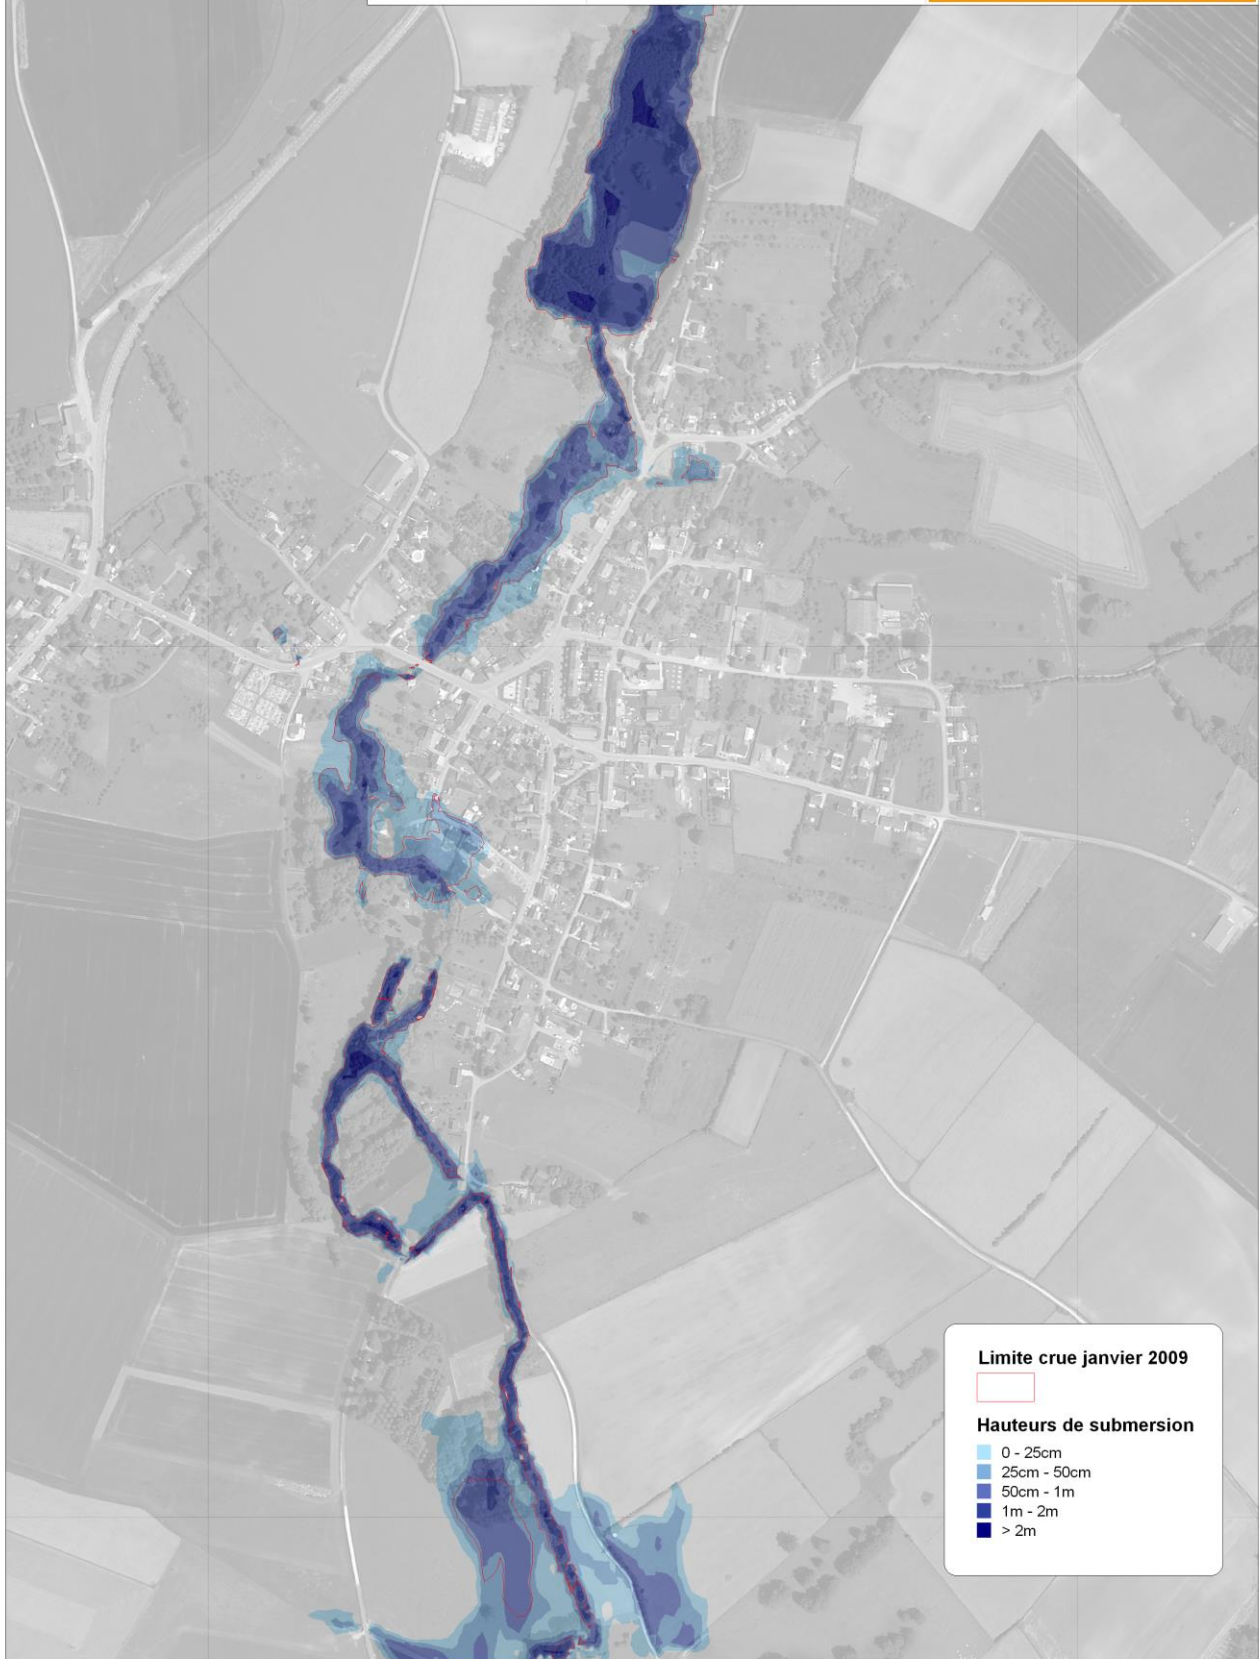 Limite crue janvier 2009
Hauteurs de submersion
0 - 25cm
25cm - 50cm
50cm - 1m
1m - 2m
> 2m